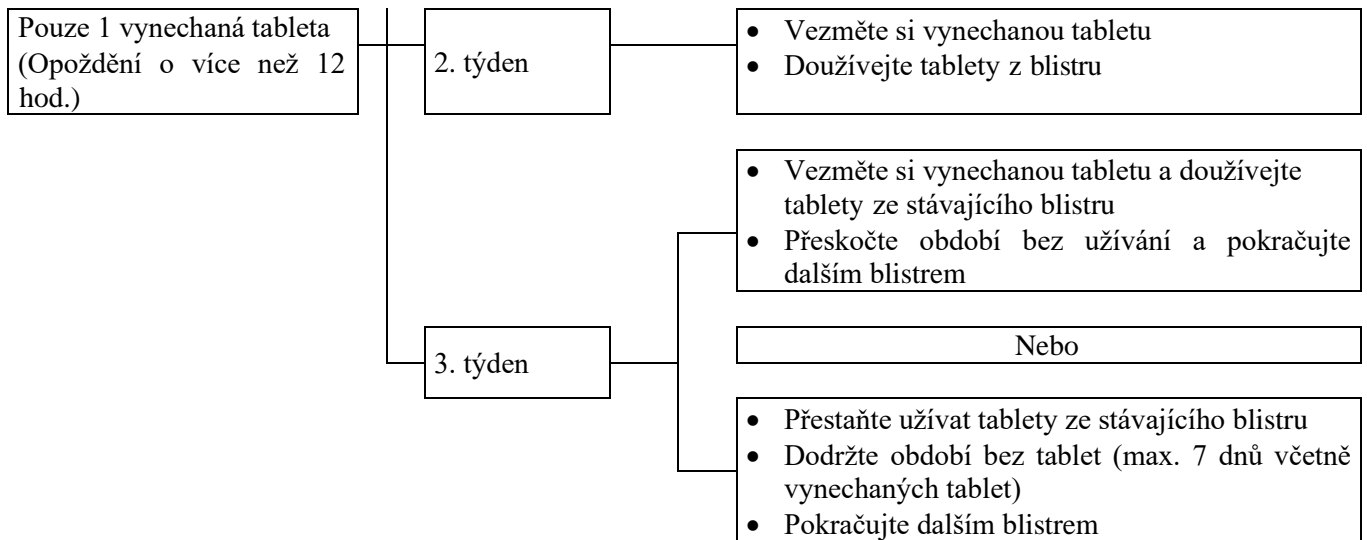 Pouze 1 vynechaná tableta
(Opoždění o více než 12
hod.)
2. týden
• Vezměte si vynechanou tabletu
• Doužívejte tablety z blistru
• Vezměte si vynechanou tabletu a doužívejte
tablety ze stávajícího blistru
• Přeskočte období bez užívání a pokračujte
dalším blistrem
3. týden
Nebo
• Přestaňte užívat tablety ze stávajícího blistru
• Dodržte období bez tablet (max. 7 dnů včetně
vynechaných tablet)
• Pokračujte dalším blistrem